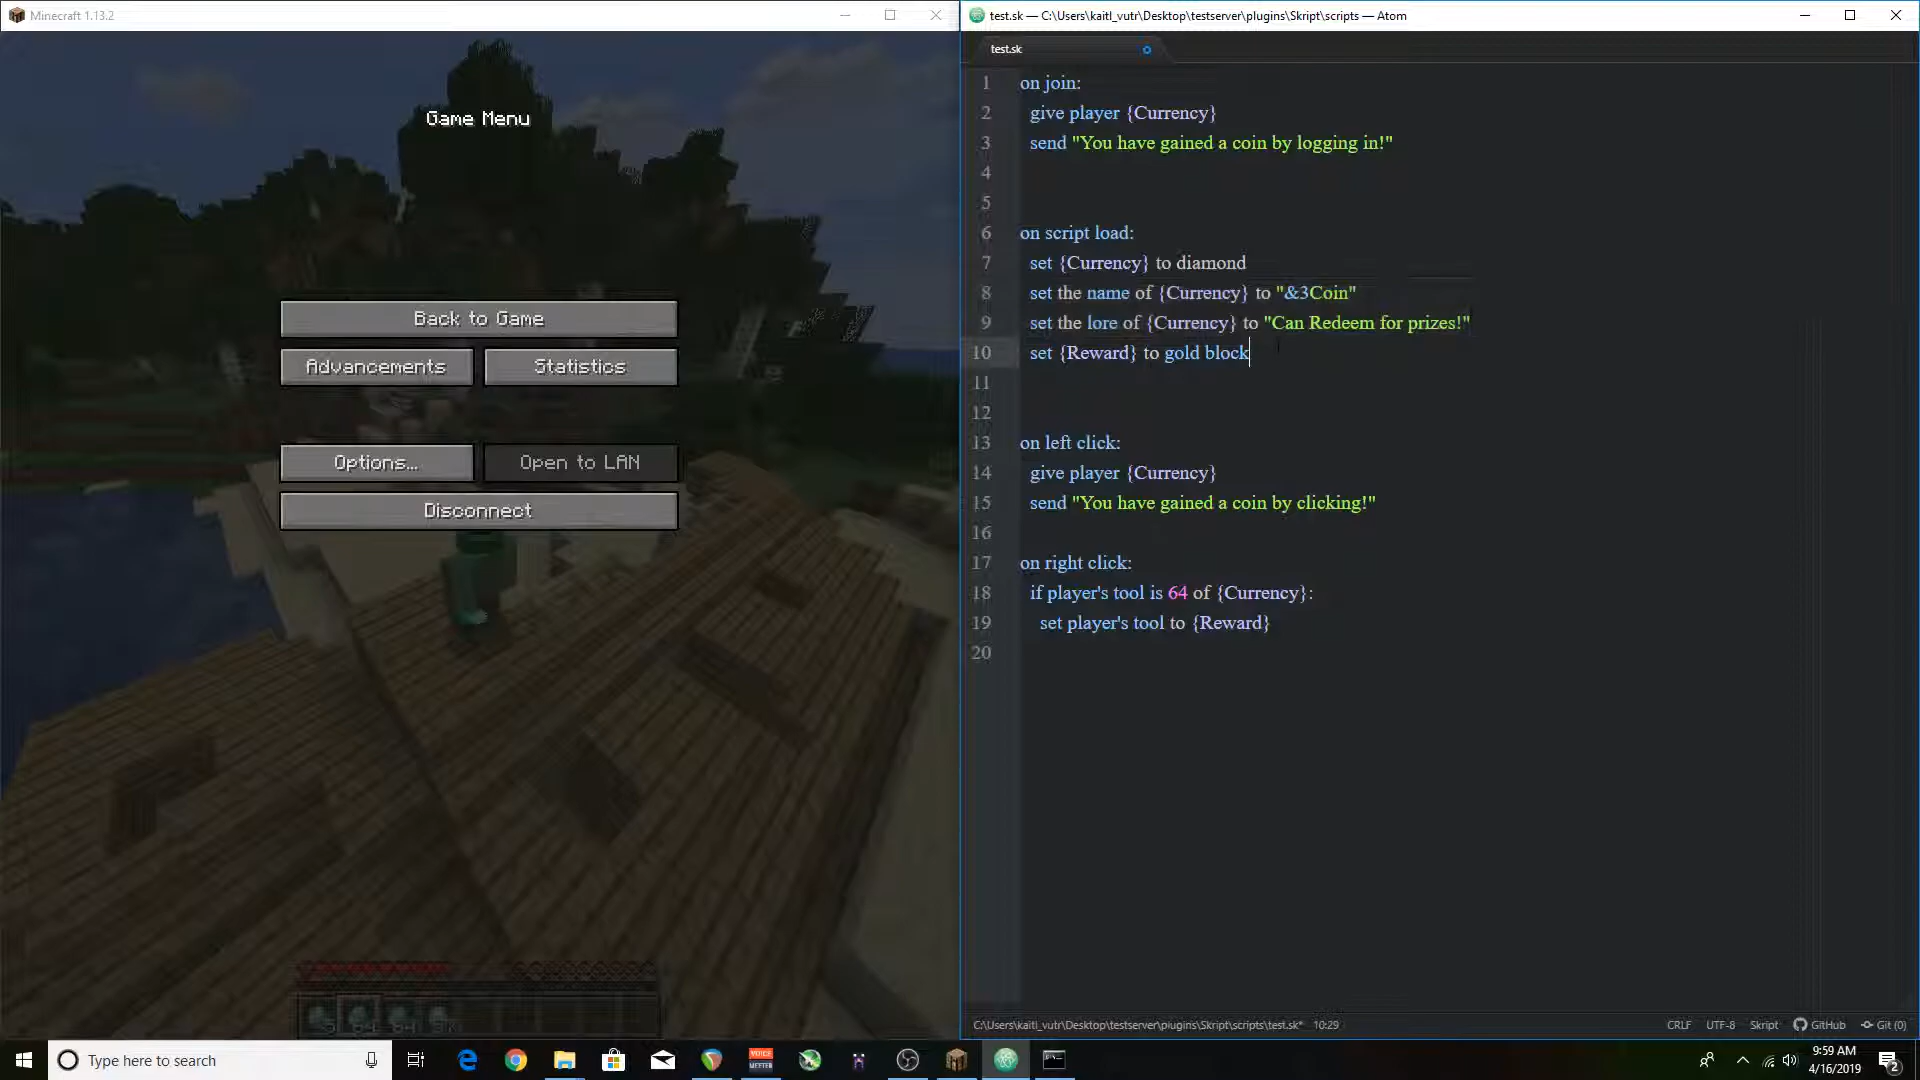 Minecraft 1.13.2
Game Menu
Back to Game
Advancements
Statistics
Options...
Open to LAN
Disconnect
test.sk — C:\Users\kaitl_vutr\Desktop\testserver\plugins\Skript\scripts — Atom
test.sk
1 on join:
2 give player {Currency}
3 send "You have gained a coin by logging in!"
4
5
6 on script load:
7 set {Currency} to diamond
8 set the name of {Currency} to "&3Coin"
9 set the lore of {Currency} to "Can Redeem for prizes!"
10 set {Reward} to gold block
11
12
13 on left click:
14 give player {Currency}
15 send "You have gained a coin by clicking!"
16
17 on right click:
18 if player's tool is 64 of {Currency}:
19 set player's tool to {Reward}
20
C:\Users\kaitl_vutr\Desktop\testserver\plugins\Skript\scripts\test.sk* 10:29
CRLF UTF-8 Skript GitHub Git (0)
Type here to search
VOICE
MEETER
9:59 AM
4/16/2019
2